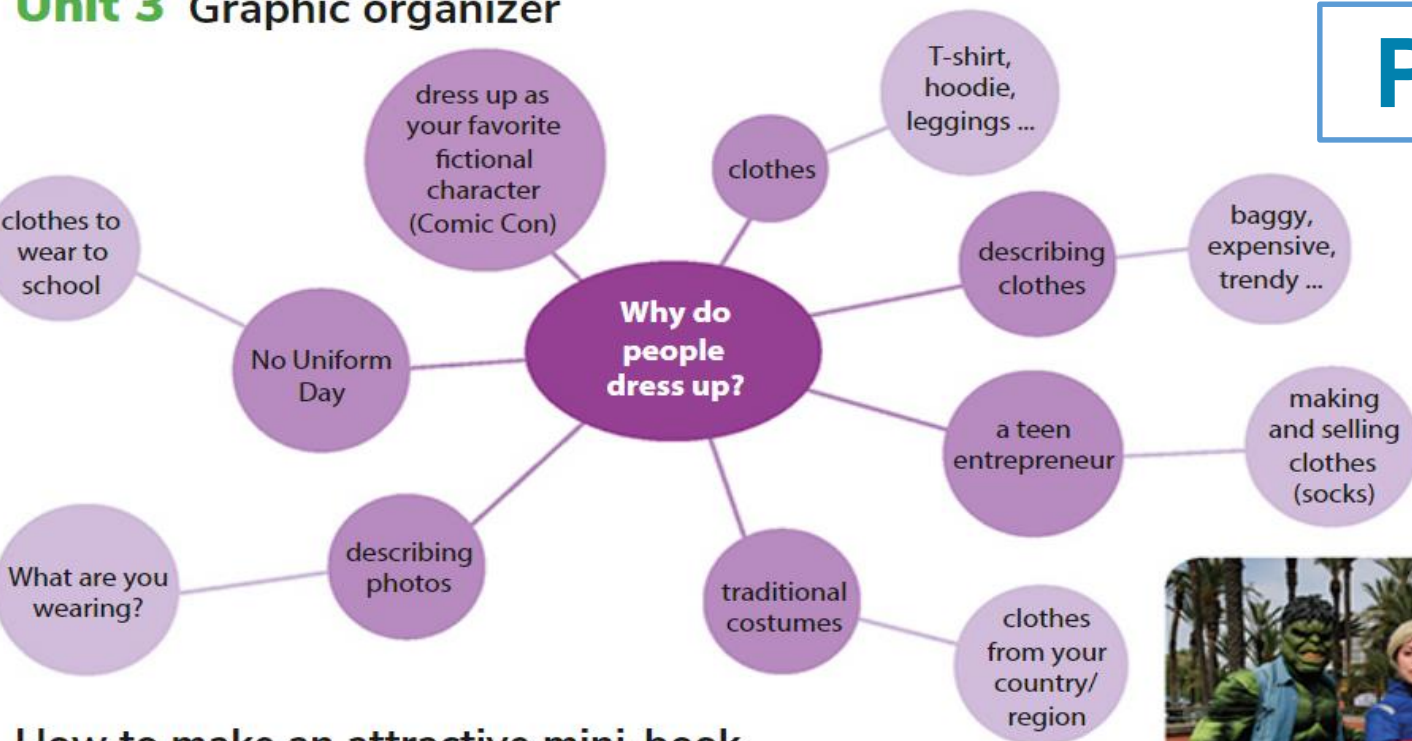 Unit 3 Graphic organizer
T-shirt,
hoodie,
leggings ...
dress up as
your favorite
fictional
character
(Comic Con)
clothes
clothes to
wear to
school
describing
clothes
baggy,
expensive,
trendy ...
Why do
people
dress up?
No Uniform
Day
a teen
entrepreneur
making
and selling
clothes
(socks)
describing
photos
What are you
wearing?
traditional
costumes
clothes
from your
country/
region
How to make an attractive mini-book